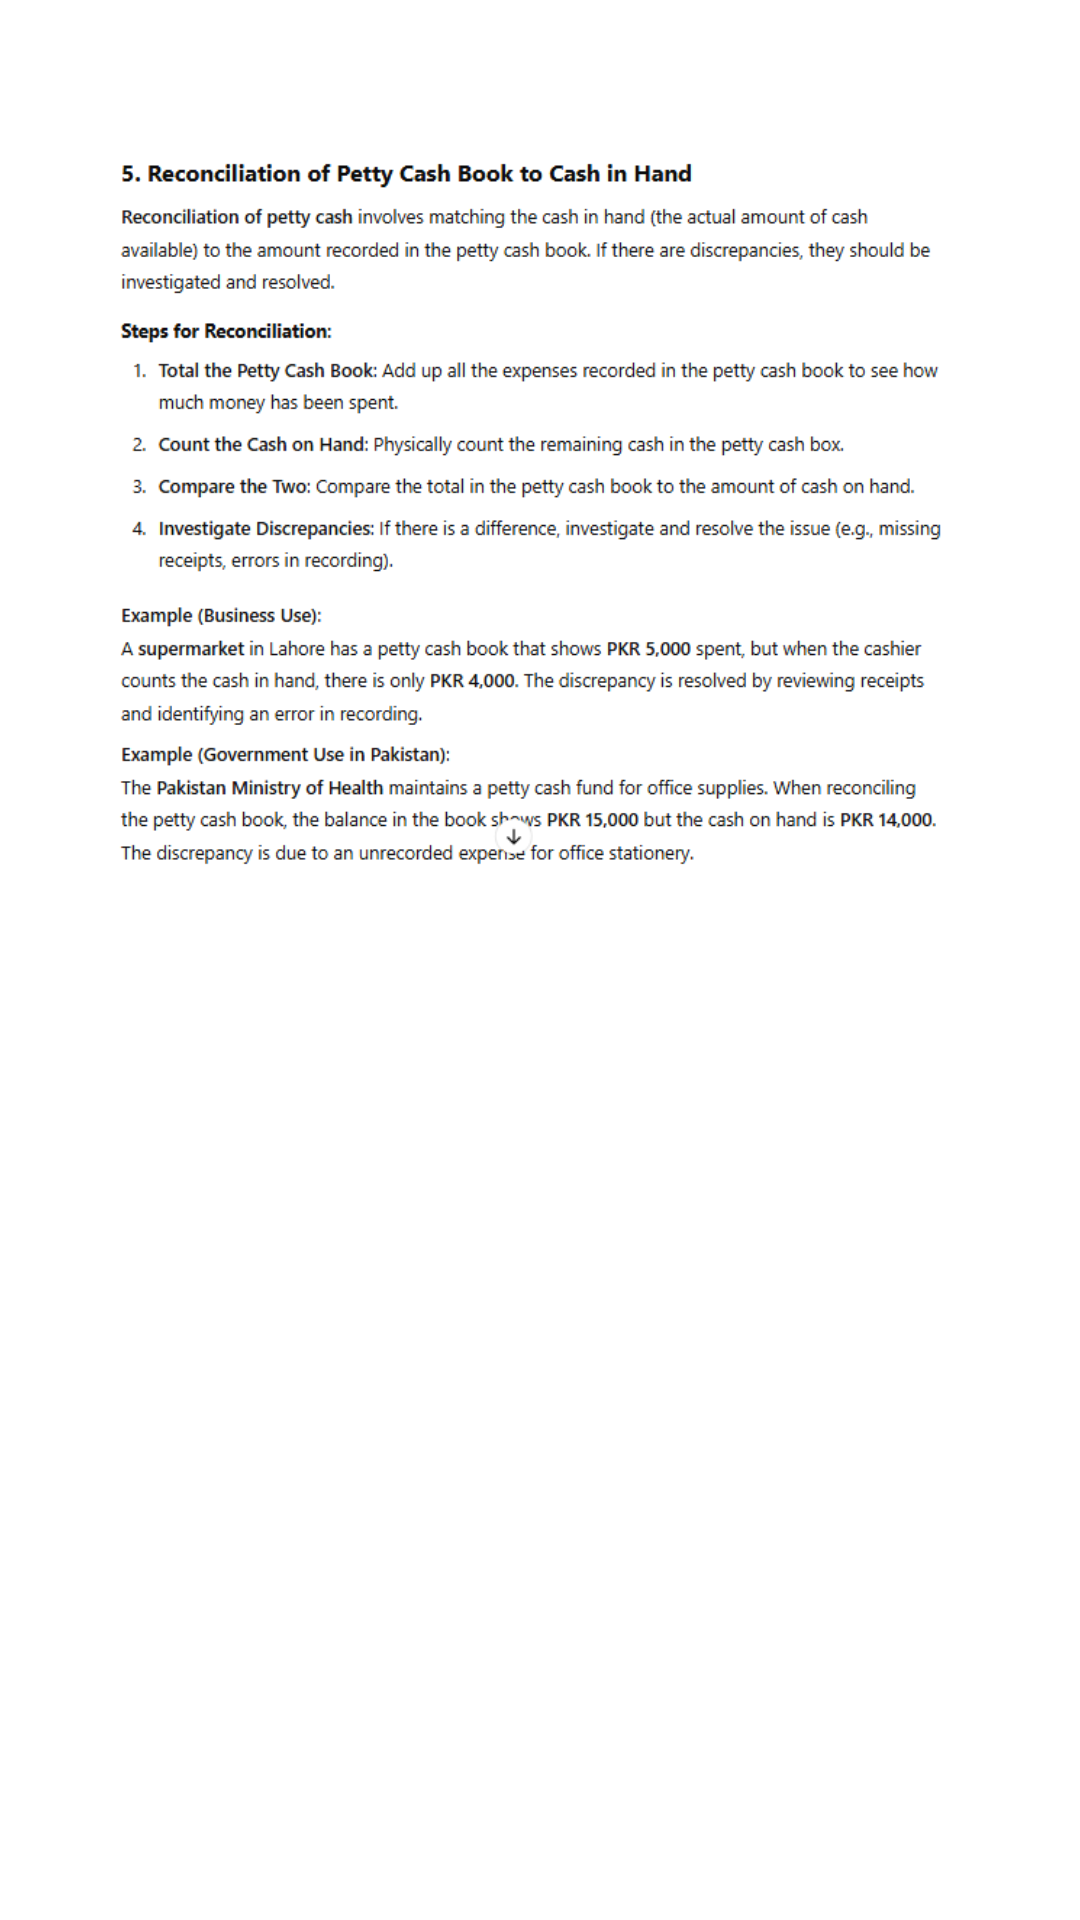 5. Reconciliation of Petty Cash Book to Cash in Hand
Reconciliation of petty cash involves matching the cash in hand (the actual amount of cash
available) to the amount recorded in the petty cash book. If there are discrepancies, they should be
investigated and resolved.
Steps for Reconciliation:
1. Total the Petty Cash Book: Add up all the expenses recorded in the petty cash book to see how
much money has been spent.
2. Count the Cash on Hand: Physically count the remaining cash in the petty cash box.
3. Compare the Two: Compare the total in the petty cash book to the amount of cash on hand.
4. Investigate Discrepancies: If there is a difference, investigate and resolve the issue (e.g., missing
receipts, errors in recording).
Example (Business Use):
A supermarket in Lahore has a petty cash book that shows PKR 5,000 spent, but when the cashier
counts the cash in hand, there is only PKR 4,000. The discrepancy is resolved by reviewing receipts
and identifying an error in recording.
Example (Government Use in Pakistan):
The Pakistan Ministry of Health maintains a petty cash fund for office supplies. When reconciling
the petty cash book, the balance in the book shows PKR 15,000 but the cash on hand is PKR 14,000.
The discrepancy is due to an unrecorded expense for office stationery.